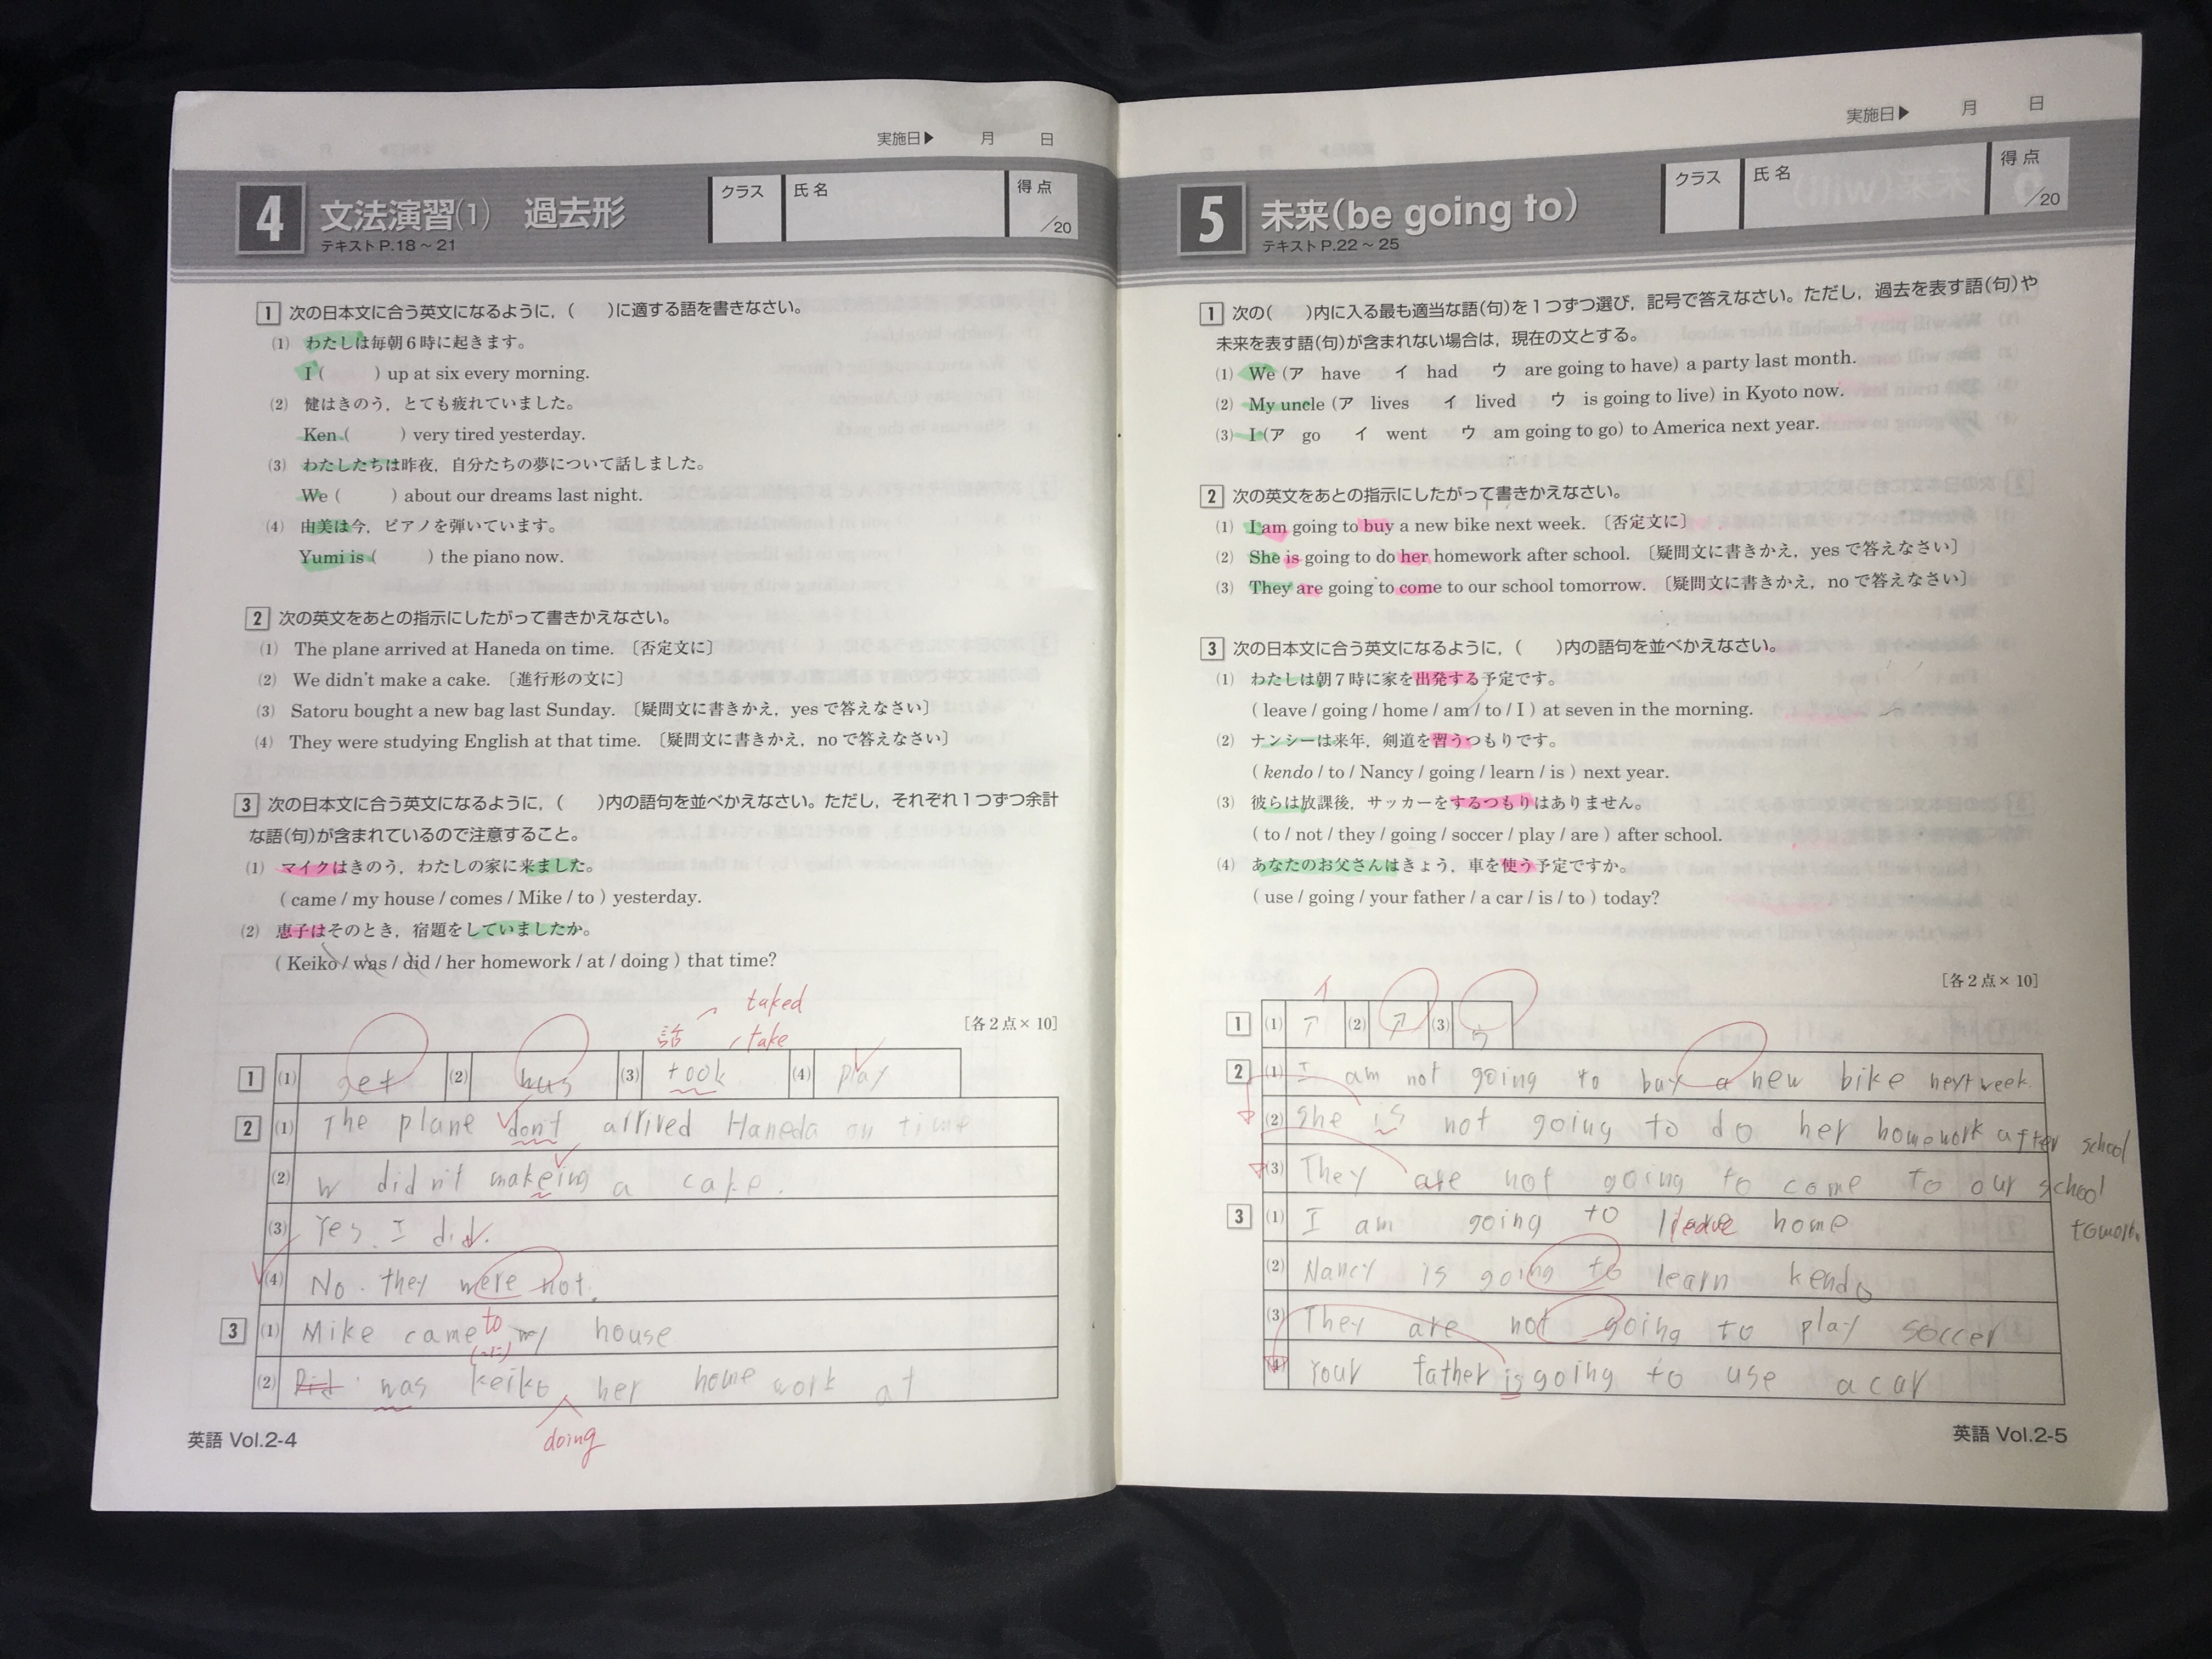 実施日▶ 月 日
4 文法演習(1) 過去形
テキストP.18～21
クラス 氏名 得点 /20
1 次の日本文に合う英文になるように，( )に適する語を書きなさい。
(1) わたしは毎朝6時に起きます。
I ( ) up at six every morning.
(2) 健はきのう，とても疲れていました。
Ken ( ) very tired yesterday.
(3) わたしたちは昨夜，自分たちの夢について話しました。
We ( ) about our dreams last night.
(4) 由美は今，ピアノを弾いています。
Yumi is ( ) the piano now.
2 次の英文をあとの指示にしたがって書きかえなさい。
(1) The plane arrived at Haneda on time. 〔否定文に〕
(2) We didn't make a cake. 〔進行形の文に〕
(3) Satoru bought a new bag last Sunday. 〔疑問文に書きかえ，yesで答えなさい〕
(4) They were studying English at that time. 〔疑問文に書きかえ，noで答えなさい〕
3 次の日本文に合う英文になるように，( )内の語句を並べかえなさい。ただし，それぞれ1つずつ余計
な語(句)が含まれているので注意すること。
(1) マイクはきのう，わたしの家に来ました。
( came / my house / comes / Mike / to ) yesterday.
(2) 恵子はそのとき，宿題をしていましたか。
( Keiko / was / did / her homework / at / doing ) that time?
taked
[各2点×10]
話 take
1 (1) get (2) (3) took (4) play
2 (1) The plane don't arrived Haneda on time
(2) W didn't makeing a cake.
(3) Yes. I did.
(4) No. they were not.
3 (1) Mike came to my house
(に)
(2) Did was keiko her home work at
doing
英語 Vol.2-4
実施日▶ 月 日
5 未来(be going to)
テキストP.22～25
クラス 氏名 得点 /20
1 次の( )内に入る最も適当な語(句)を1つずつ選び，記号で答えなさい。ただし，過去を表す語(句)や
未来を表す語(句)が含まれない場合は，現在の文とする。
(1) We (ア have イ had ウ are going to have) a party last month.
(2) My uncle (ア lives イ lived ウ is going to live) in Kyoto now.
(3) I (ア go イ went ウ am going to go) to America next year.
2 次の英文をあとの指示にしたがって書きかえなさい。
(1) I am going to buy a new bike next week. 〔否定文に〕
(2) She is going to do her homework after school. 〔疑問文に書きかえ，yesで答えなさい〕
(3) They are going to come to our school tomorrow. 〔疑問文に書きかえ，noで答えなさい〕
3 次の日本文に合う英文になるように，( )内の語句を並べかえなさい。
(1) わたしは朝7時に家を出発する予定です。
( leave / going / home / am / to / I ) at seven in the morning.
(2) ナンシーは来年，剣道を習うつもりです。
( kendo / to / Nancy / going / learn / is ) next year.
(3) 彼らは放課後，サッカーをするつもりはありません。
( to / not / they / going / soccer / play / are ) after school.
(4) あなたのお父さんはきょう，車を使う予定ですか。
( use / going / your father / a car / is / to ) today?
[各2点×10]
イ
1 (1) ア (2) ア (3) ウ
2 (1) I am not going to buy a new bike next week.
(2) She is not going to do her homework after school
(3) They are not going to come to our school
3 (1) I am going to leave home
(2) Nancy is going to learn kendo
(3) They are not going to play soccer
(4) Your father is going to use a car
英語 Vol.2-5